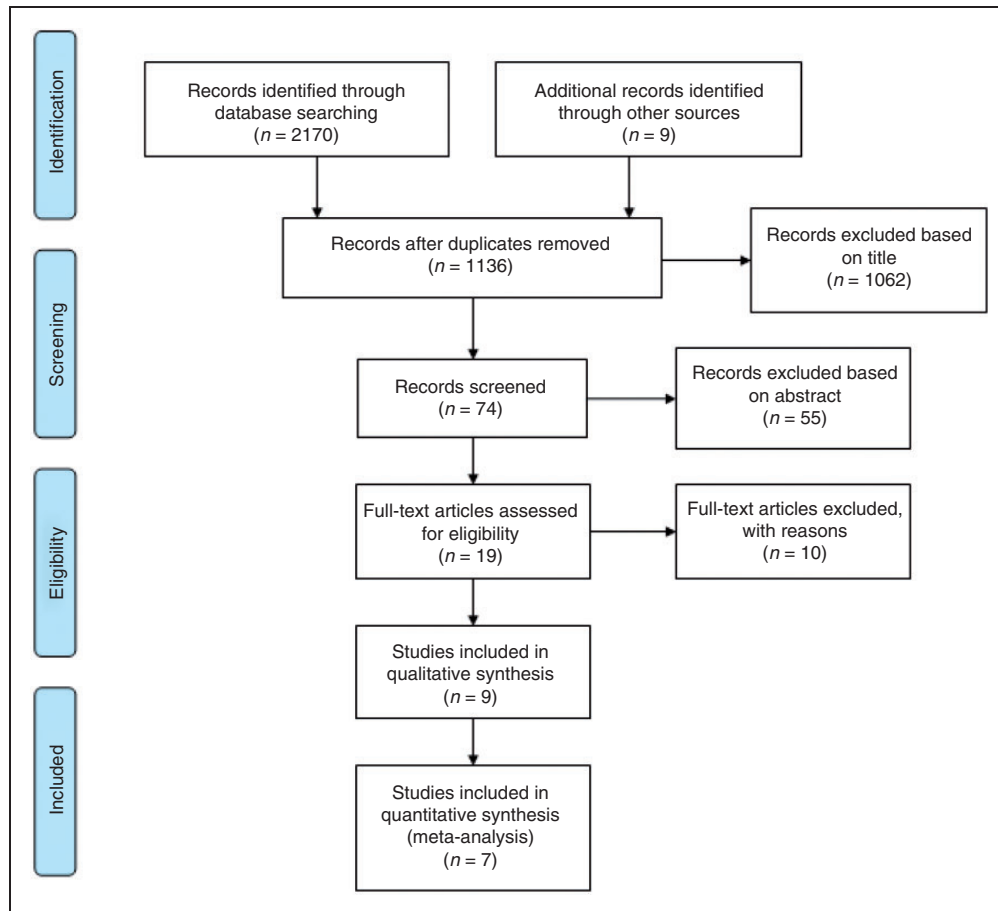 Identification
Records identified through
database searching
(n = 2170)
Additional records identified
through other sources
(n = 9)
Records after duplicates removed
(n = 1136)
Records excluded based
on title
(n = 1062)
Screening
Records screened
(n = 74)
Records excluded based
on abstract
(n = 55)
Eligibility
Full-text articles assessed
for eligibility
(n = 19)
Full-text articles excluded,
with reasons
(n = 10)
Studies included in
qualitative synthesis
(n = 9)
Included
Studies included in
quantitative synthesis
(meta-analysis)
(n = 7)